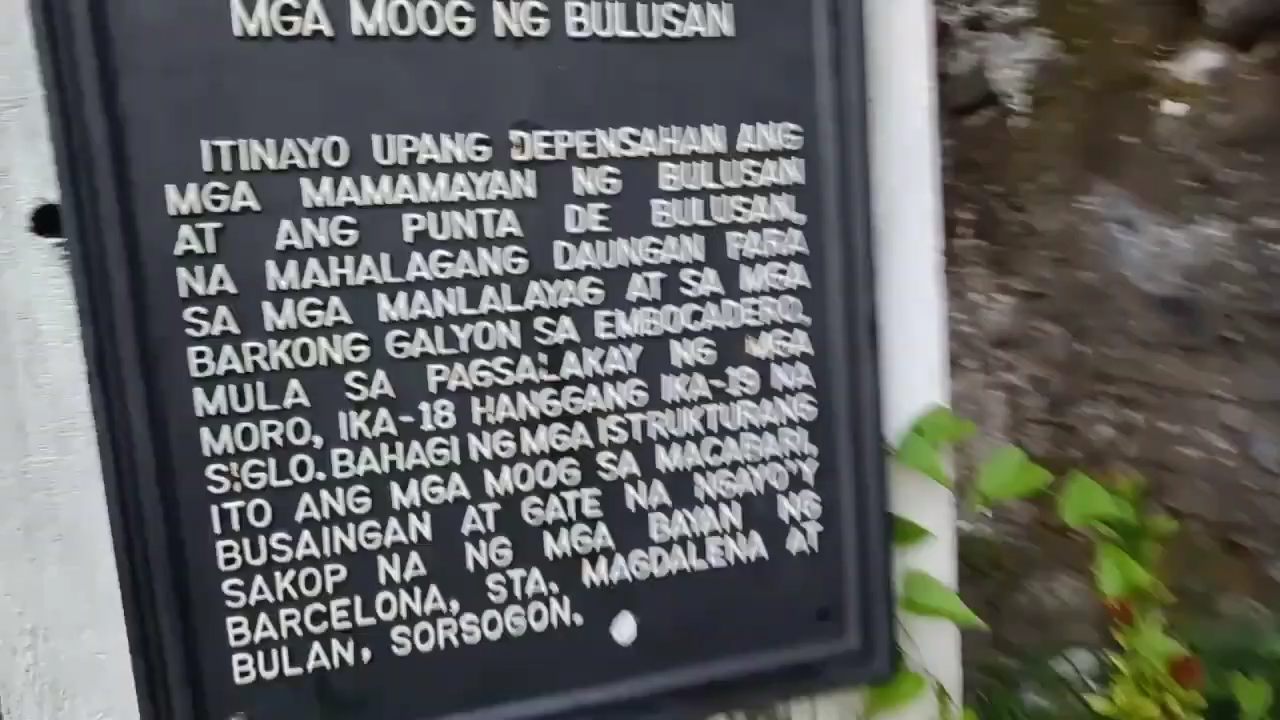 MGA MOOG NG BULUSAN
ITINAYO UPANG DEPENSAHAN ANG
MGA MAMAMAYAN NG BULUSAN
AT ANG PUNTA DE BULUSAN,
NA MAHALAGANG DAUNGAN PARA
SA MGA MANLALAYAG AT SA MGA
BARKONG GALYON SA EMBOCADERO,
MULA SA PAGSALAKAY NG MGA
MORO, IKA-18 HANGGANG IKA-19 NA
SIGLO. BAHAGI NG MGA ISTRUKTURANG
ITO ANG MGA MOOG SA MACABARI,
BUSAINGAN AT GATE NA NGAYO'Y
SAKOP NA NG MGA BAYAN NG
BARCELONA, STA. MAGDALENA AT
BULAN, SORSOGON.